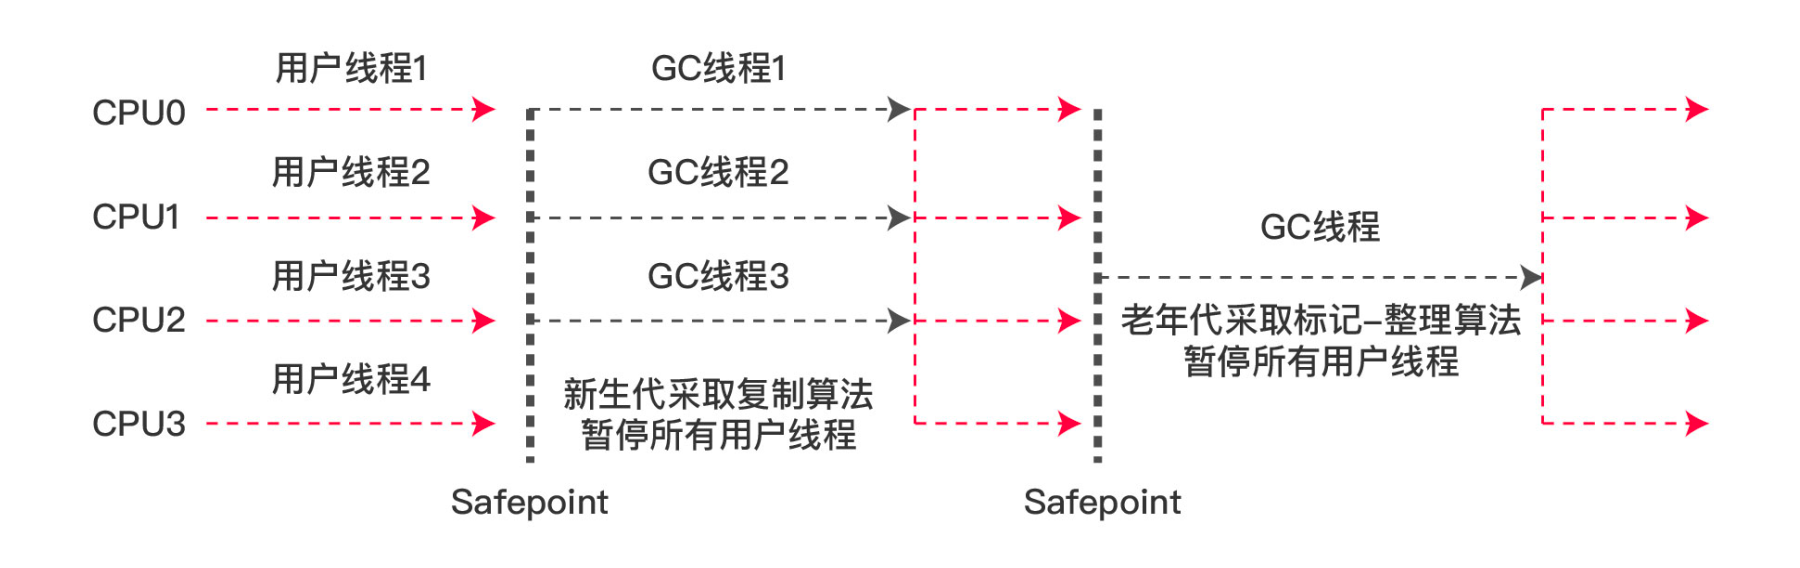 用户线程1
GC线程1
CPU0
用户线程2
GC线程2
CPU1
GC线程
用户线程3
GC线程3
CPU2
老年代采取标记–整理算法
暂停所有用户线程
用户线程4
新生代采取复制算法
CPU3
暂停所有用户线程
Safepoint
Safepoint